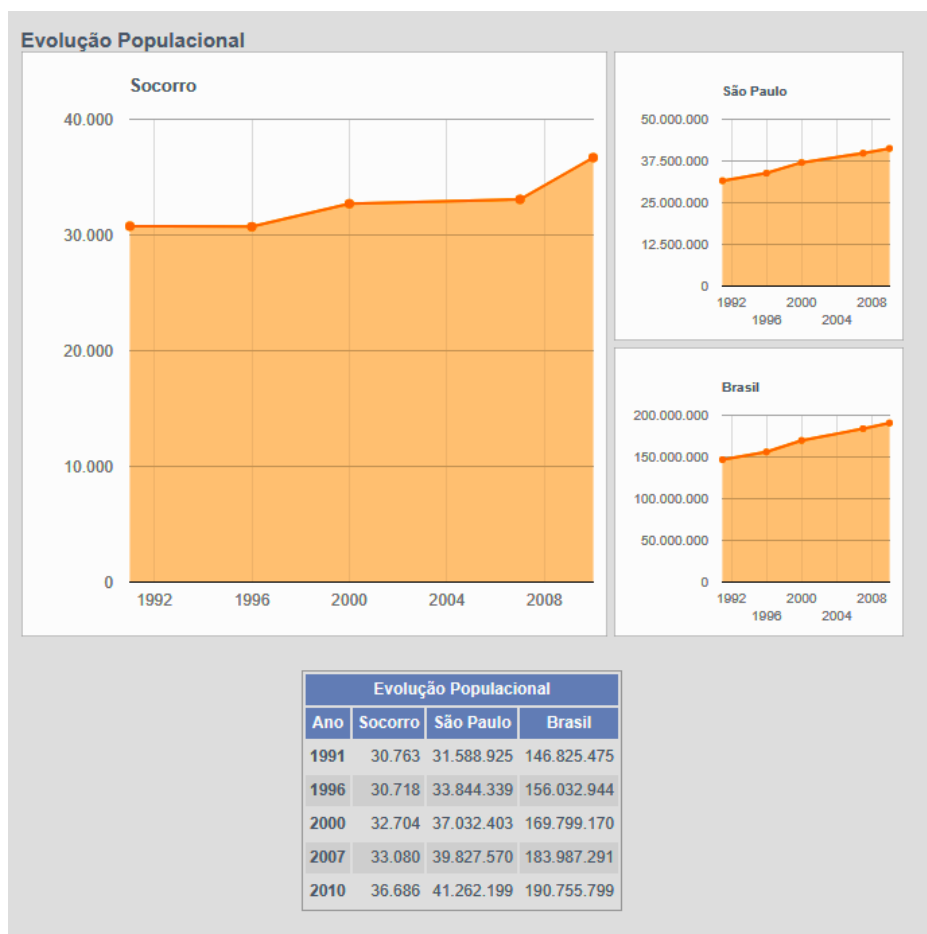 Evolução Populacional
Socorro
40.000
30.000
20.000
10.000
0
1992 1996 2000 2004 2008
São Paulo
50.000.000
37.500.000
25.000.000
12.500.000
0
1992 2000 2008
1996 2004
Brasil
200.000.000
150.000.000
100.000.000
50.000.000
0
1992 2000 2008
1996 2004
Evolução Populacional
Ano Socorro São Paulo Brasil
1991 30.763 31.588.925 146.825.475
1996 30.718 33.844.339 156.032.944
2000 32.704 37.032.403 169.799.170
2007 33.080 39.827.570 183.987.291
2010 36.686 41.262.199 190.755.799